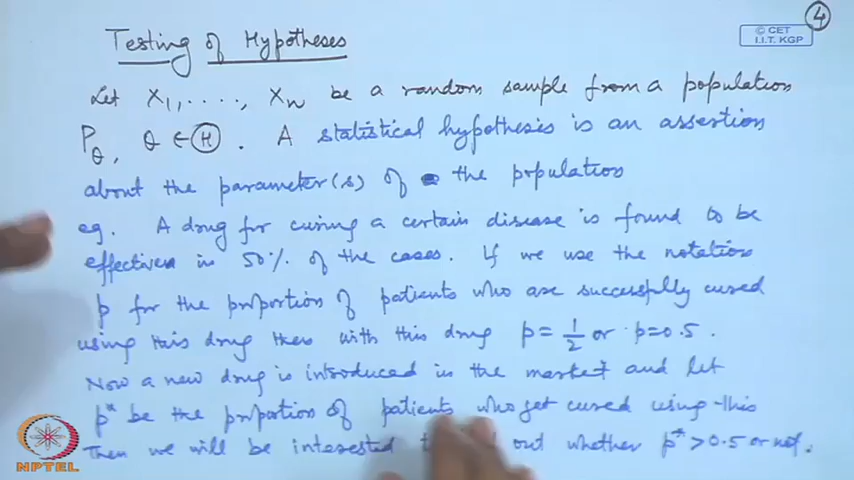 4
© CET
I.I.T. KGP
Testing of Hypotheses
Let X1, ...., Xn be a random sample from a population
Pθ, θ ∈ Ⓗ. A statistical hypothesis is an assertion
about the parameter(s) of the population
eg. A drug for curing a certain disease is found to be
effective in 50% of the cases. If we use the notation
p for the proportion of patients who are successfully cured
using this drug then with this drug p = 1/2 or p = 0.5.
Now a new drug is introduced in the market and let
p* be the proportion of patients who get cured using this
Then we will be interested out whether p* > 0.5 or not.
NPTEL